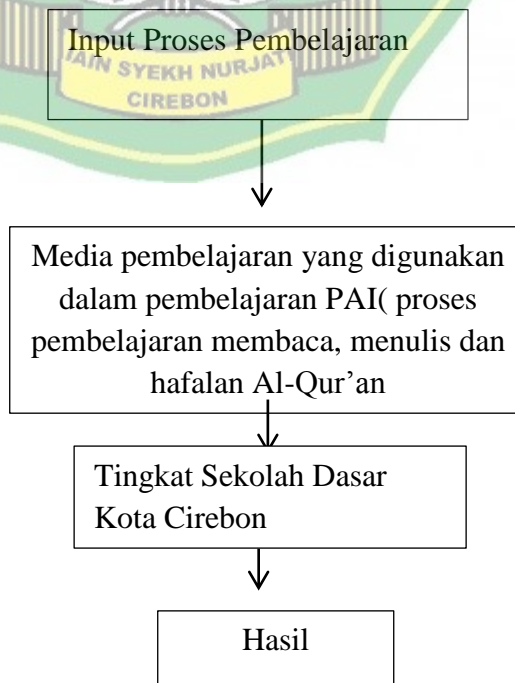 Input Proses Pembelajaran
IAIN SYEKH NURJATI
CIREBON
Media pembelajaran yang digunakan
dalam pembelajaran PAI( proses
pembelajaran membaca, menulis dan
hafalan Al-Qur’an
Tingkat Sekolah Dasar
Kota Cirebon
Hasil